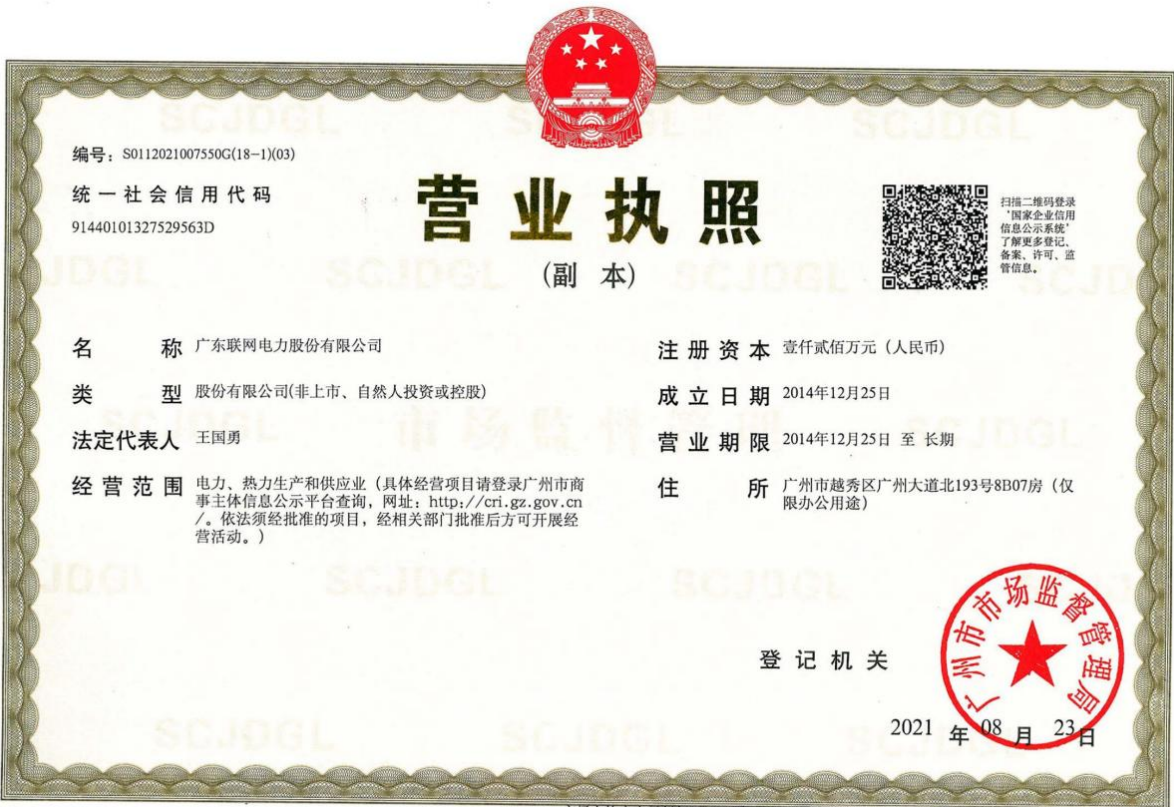 编号：S0112021007550G(18-1)(03)
统一社会信用代码
91440101327529563D
营业执照
(副 本)
扫描二维码登录
‘国家企业信用
信息公示系统’
了解更多登记、
备案、许可、监
管信息。
名 称 广东联网电力股份有限公司
类 型 股份有限公司(非上市、自然人投资或控股)
法定代表人 王国勇
经营范围 电力、热力生产和供应业（具体经营项目请登录广州市商
事主体信息公示平台查询，网址：http://cri.gz.gov.cn
/。依法须经批准的项目，经相关部门批准后方可开展经
营活动。）
注册资本 壹仟贰佰万元（人民币）
成立日期 2014年12月25日
营业期限 2014年12月25日 至 长期
住 所 广州市越秀区广州大道北193号8B07房（仅
限办公用途）
登记机关
广州市市场监督管理局
2021 年 08 月 23 日
SCJDGL
市场监督管理